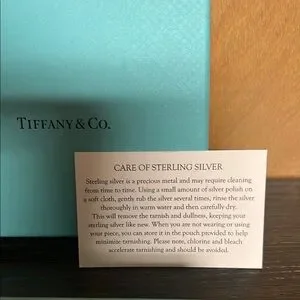 TIFFANY & CO.
CARE OF STERLING SILVER
Sterling silver is a precious metal and may require cleaning
from time to time. Using a small amount of silver polish on
a soft cloth, gently rub the silver several times, rinse the silver
thoroughly in warm water and then carefully dry.
This will remove the tarnish and dullness, keeping your
sterling silver like new. When you are not wearing or using
your piece, you can store it in the pouch provided to help
minimize tarnishing. Please note, chlorine and bleach
accelerate tarnishing and should be avoided.